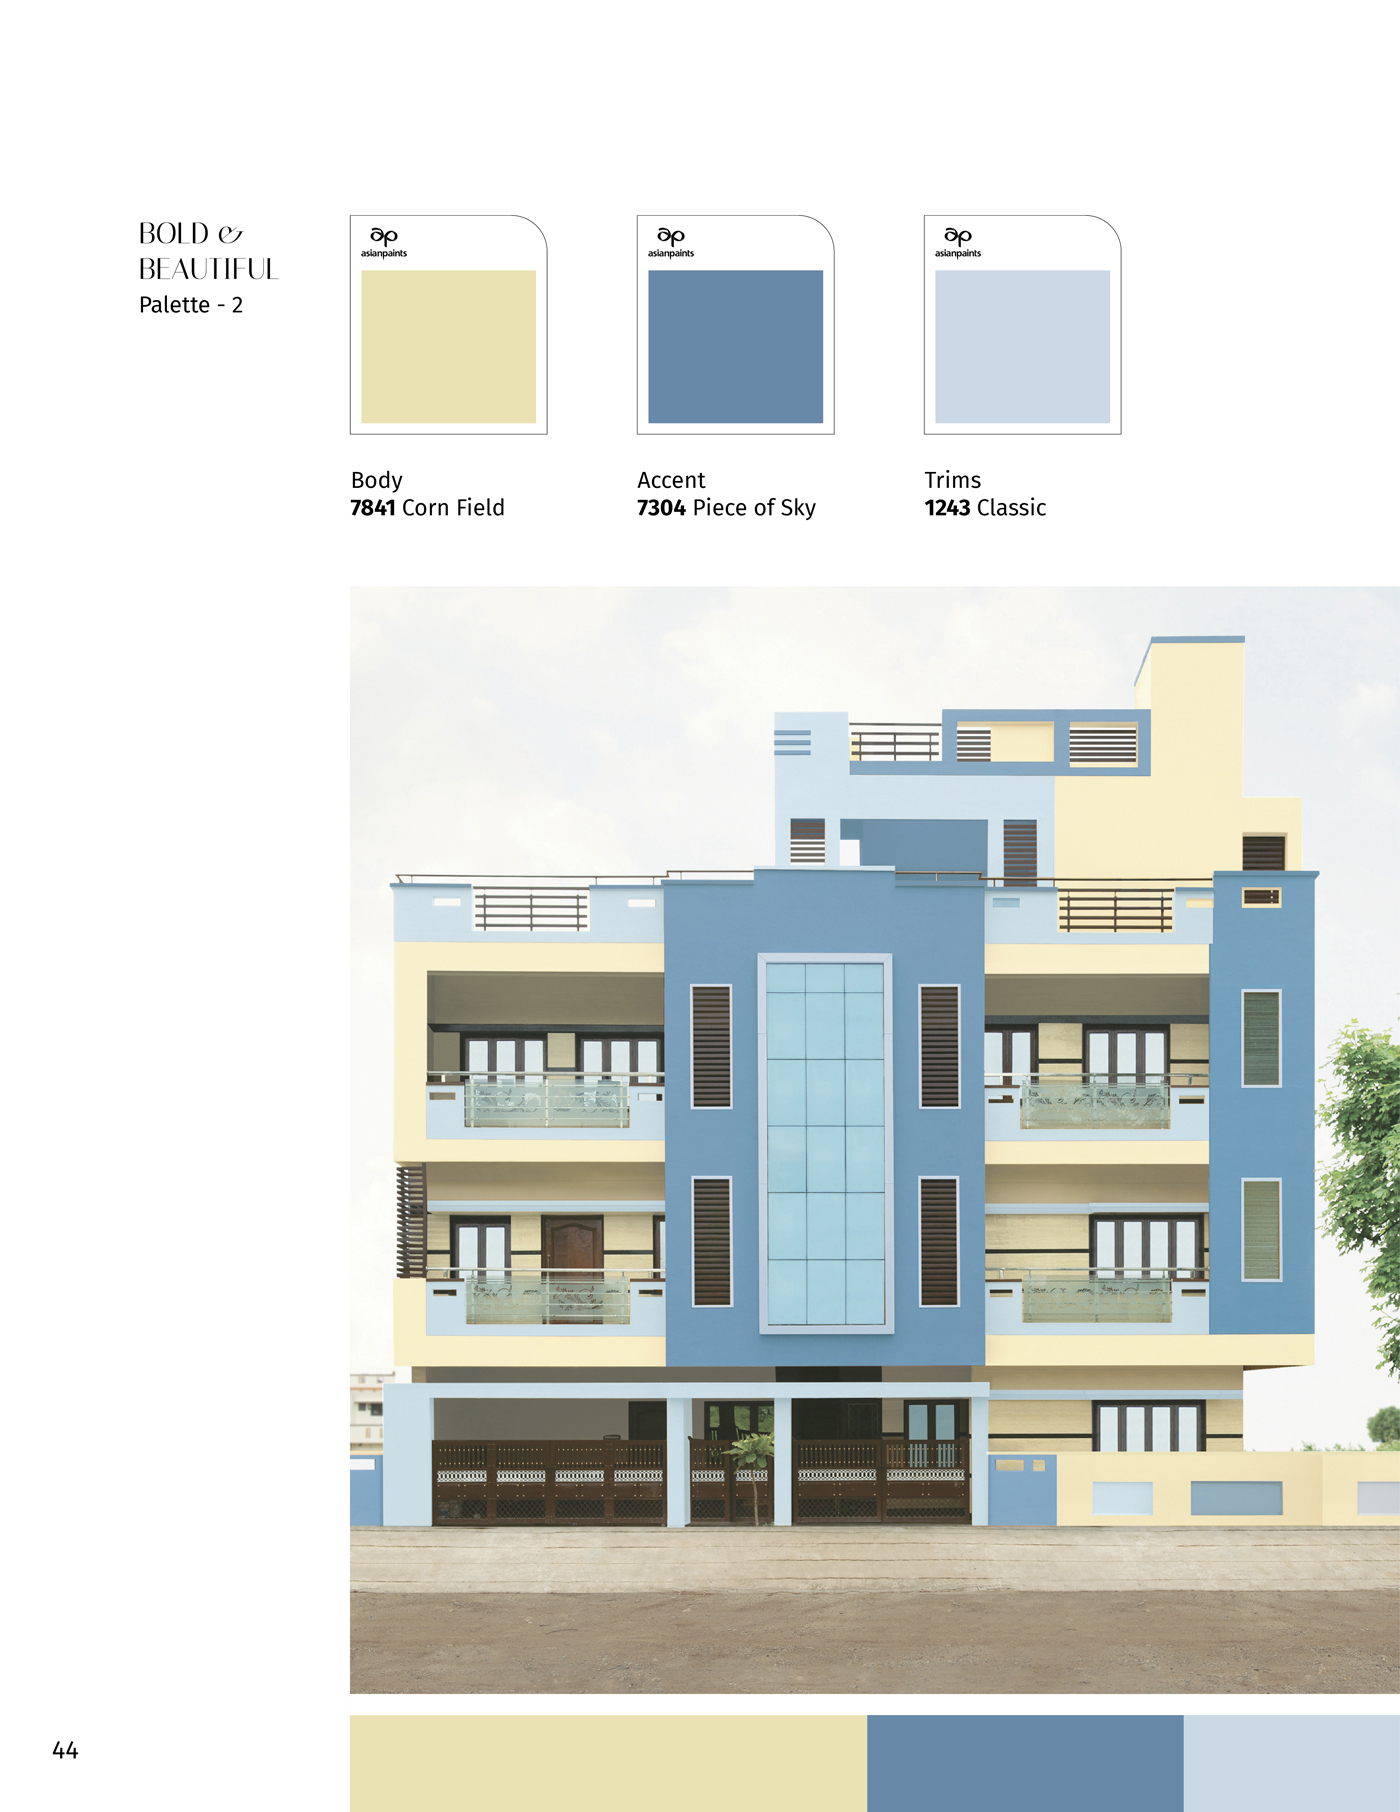 BOLD &
BEAUTIFUL
Palette - 2
ap
asianpaints
Body
7841 Corn Field
ap
asianpaints
Accent
7304 Piece of Sky
ap
asianpaints
Trims
1243 Classic
44